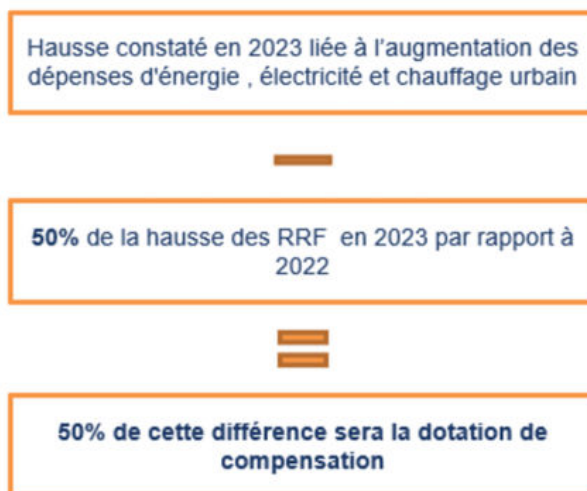 Hausse constaté en 2023 liée à l'augmentation des
dépenses d'énergie , électricité et chauffage urbain
50% de la hausse des RRF en 2023 par rapport à
2022
50% de cette différence sera la dotation de
compensation